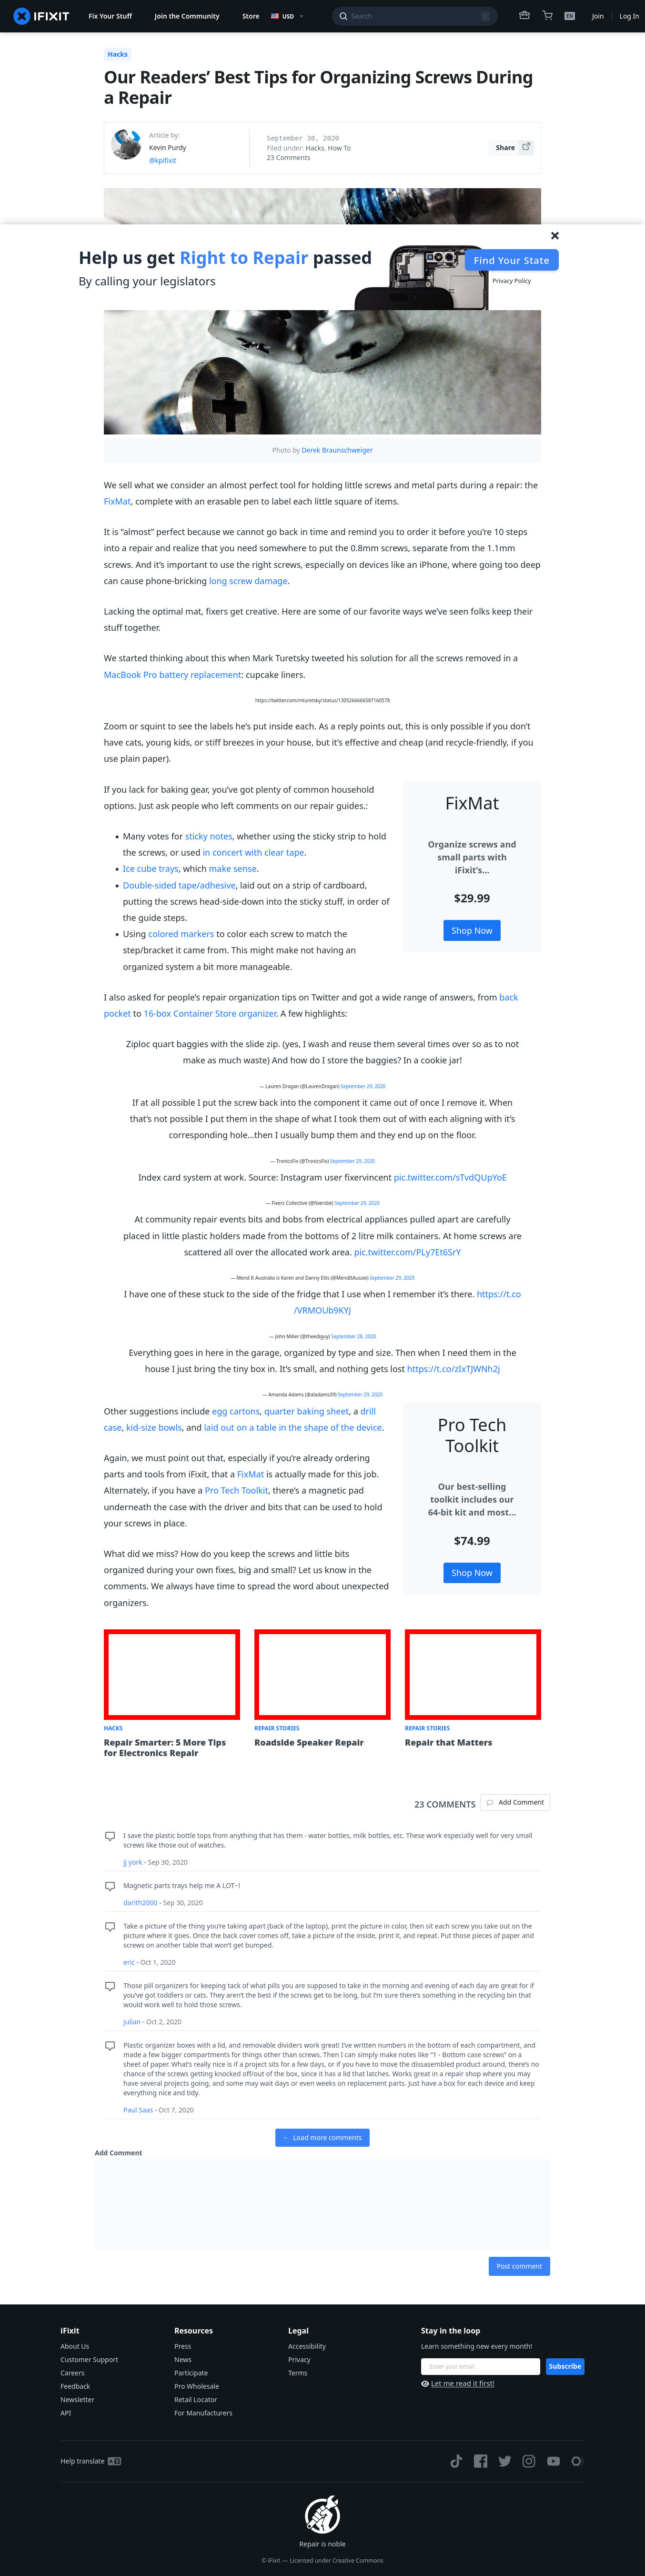 IFIXIT
Fix Your Stuff
Join the Community
Store
USD
Search
/
EN
Join
Log In
Hacks
Our Readers’ Best Tips for Organizing Screws During
a Repair
Article by:
Kevin Purdy
@kpifixit
September 30, 2020
Filed under: Hacks, How To
23 Comments
Share
Help us get Right to Repair passed
By calling your legislators
Find Your State
Privacy Policy
Photo by Derek Braunschweiger
We sell what we consider an almost perfect tool for holding little screws and metal parts during a repair: the
FixMat, complete with an erasable pen to label each little square of items.
It is “almost” perfect because we cannot go back in time and remind you to order it before you’re 10 steps
into a repair and realize that you need somewhere to put the 0.8mm screws, separate from the 1.1mm
screws. And it’s important to use the right screws, especially on devices like an iPhone, where going too deep
can cause phone-bricking long screw damage.
Lacking the optimal mat, fixers get creative. Here are some of our favorite ways we’ve seen folks keep their
stuff together.
We started thinking about this when Mark Turetsky tweeted his solution for all the screws removed in a
MacBook Pro battery replacement: cupcake liners.
https://twitter.com/mturetsky/status/1305266666587160578
Zoom or squint to see the labels he’s put inside each. As a reply points out, this is only possible if you don’t
have cats, young kids, or stiff breezes in your house, but it’s effective and cheap (and recycle-friendly, if you
use plain paper).
If you lack for baking gear, you’ve got plenty of common household
options. Just ask people who left comments on our repair guides.:
Many votes for sticky notes, whether using the sticky strip to hold
the screws, or used in concert with clear tape.
Ice cube trays, which make sense.
Double-sided tape/adhesive, laid out on a strip of cardboard,
putting the screws head-side-down into the sticky stuff, in order of
the guide steps.
Using colored markers to color each screw to match the
step/bracket it came from. This might make not having an
organized system a bit more manageable.
FixMat
Organize screws and
small parts with
iFixit’s...
$29.99
Shop Now
I also asked for people’s repair organization tips on Twitter and got a wide range of answers, from back
pocket to 16-box Container Store organizer. A few highlights:
Ziploc quart baggies with the slide zip. (yes, I wash and reuse them several times over so as to not
make as much waste) And how do I store the baggies? In a cookie jar!
— Lauren Dragan (@LaurenDragan) September 29, 2020
If at all possible I put the screw back into the component it came out of once I remove it. When
that’s not possible I put them in the shape of what I took them out of with each aligning with it’s
corresponding hole...then I usually bump them and they end up on the floor.
— TronicsFix (@TronicsFix) September 29, 2020
Index card system at work. Source: Instagram user fixervincent pic.twitter.com/sTvdQUpYoE
— Fixers Collective (@fixersbk) September 29, 2020
At community repair events bits and bobs from electrical appliances pulled apart are carefully
placed in little plastic holders made from the bottoms of 2 litre milk containers. At home screws are
scattered all over the allocated work area. pic.twitter.com/PLy7Et6SrY
— Mend It Australia is Karen and Danny Ellis (@MendItAussie) September 29, 2020
I have one of these stuck to the side of the fridge that I use when I remember it’s there. https://t.co
/VRMOUb9KYJ
— John Miller (@theediguy) September 28, 2020
Everything goes in here in the garage, organized by type and size. Then when I need them in the
house I just bring the tiny box in. It’s small, and nothing gets lost https://t.co/zIxTJWNh2j
— Amanda Adams (@aladams39) September 29, 2020
Other suggestions include egg cartons, quarter baking sheet, a drill
case, kid-size bowls, and laid out on a table in the shape of the device.
Again, we must point out that, especially if you’re already ordering
parts and tools from iFixit, that a FixMat is actually made for this job.
Alternately, if you have a Pro Tech Toolkit, there’s a magnetic pad
underneath the case with the driver and bits that can be used to hold
your screws in place.
What did we miss? How do you keep the screws and little bits
organized during your own fixes, big and small? Let us know in the
comments. We always have time to spread the word about unexpected
organizers.
Pro Tech
Toolkit
Our best-selling
toolkit includes our
64-bit kit and most...
$74.99
Shop Now
HACKS
Repair Smarter: 5 More Tips
for Electronics Repair
REPAIR STORIES
Roadside Speaker Repair
REPAIR STORIES
Repair that Matters
23 COMMENTS
Add Comment
I save the plastic bottle tops from anything that has them - water bottles, milk bottles, etc. These work especially well for very small
screws like those out of watches.
jj york - Sep 30, 2020
Magnetic parts trays help me A LOT~!
darith2000 - Sep 30, 2020
Take a picture of the thing you’re taking apart (back of the laptop), print the picture in color, then sit each screw you take out on the
picture where it goes. Once the back cover comes off, take a picture of the inside, print it, and repeat. Put those pieces of paper and
screws on another table that won’t get bumped.
eric - Oct 1, 2020
Those pill organizers for keeping tack of what pills you are supposed to take in the morning and evening of each day are great for if
you’ve got toddlers or cats. They aren’t the best if the screws get to be long, but I’m sure there’s something in the recycling bin that
would work well to hold those screws.
Julian - Oct 2, 2020
Plastic organizer boxes with a lid, and removable dividers work great! I’ve written numbers in the bottom of each compartment, and
made a few bigger compartments for things other than screws. Then I can simply make notes like “1 - Bottom case screws” on a
sheet of paper. What’s really nice is if a project sits for a few days, or if you have to move the dissasembled product around, there’s no
chance of the screws getting knocked off/out of the box, since it has a lid that latches. Works great in a repair shop where you may
have several projects going, and some may wait days or even weeks on replacement parts. Just have a box for each device and keep
everything nice and tidy.
Paul Saas - Oct 7, 2020
Load more comments
Add Comment
Post comment
iFixit
About Us
Customer Support
Careers
Feedback
Newsletter
API
Resources
Press
News
Participate
Pro Wholesale
Retail Locator
For Manufacturers
Legal
Accessibility
Privacy
Terms
Stay in the loop
Learn something new every month!
Enter your email
Subscribe
Let me read it first!
Help translate
Repair is noble
© iFixit — Licensed under Creative Commons